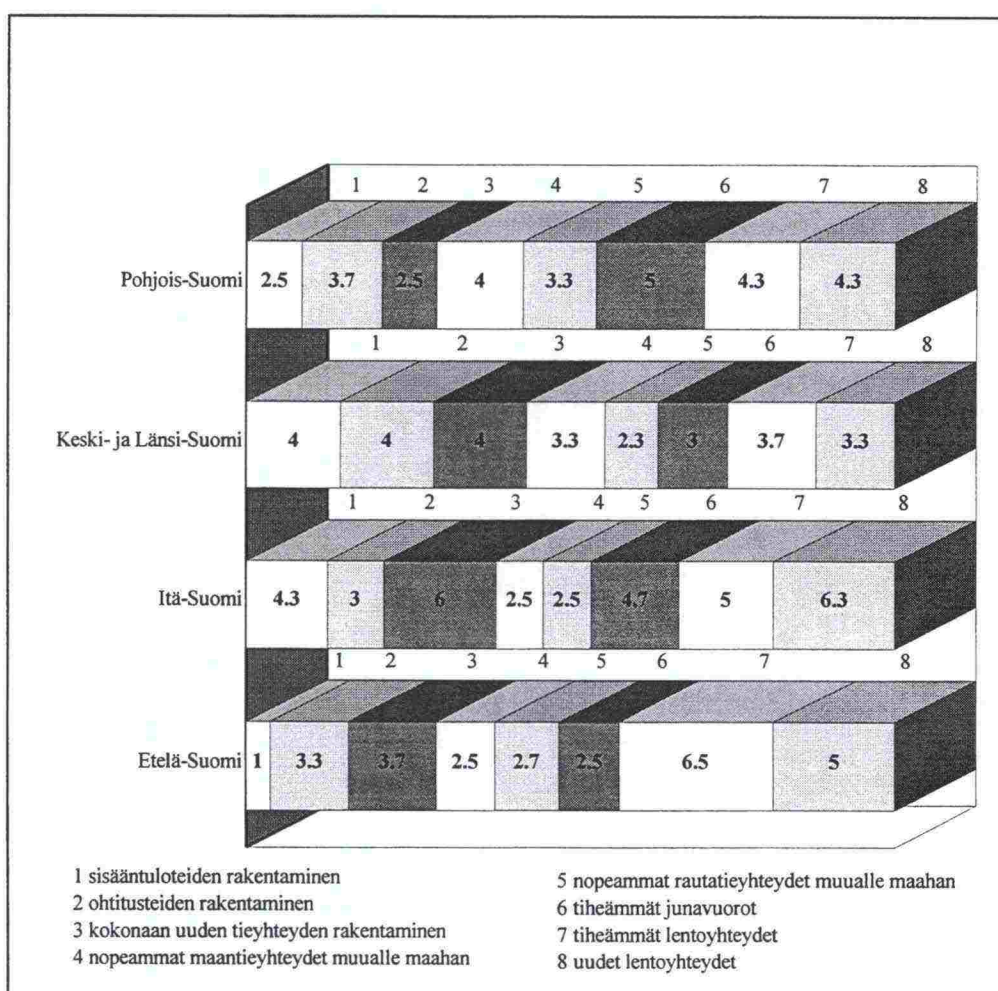 1 2 3 4 5 6 7 8
Pohjois-Suomi 2.5 3.7 2.5 4 3.3 5 4.3 4.3
1 2 3 4 5 6 7 8
Keski- ja Länsi-Suomi 4 4 4 3.3 2.3 3 3.7 3.3
1 2 3 4 5 6 7 8
Itä-Suomi 4.3 3 6 2.5 2.5 4.7 5 6.3
1 2 3 4 5 6 7 8
Etelä-Suomi 1 3.3 3.7 2.5 2.7 2.5 6.5 5
1 sisääntuloteiden rakentaminen
2 ohtitusteiden rakentaminen
3 kokonaan uuden tieyhteyden rakentaminen
4 nopeammat maantieyhteydet muualle maahan
5 nopeammat rautatieyhteydet muualle maahan
6 tiheämmät junavuorot
7 tiheämmät lentoyhteydet
8 uudet lentoyhteydet